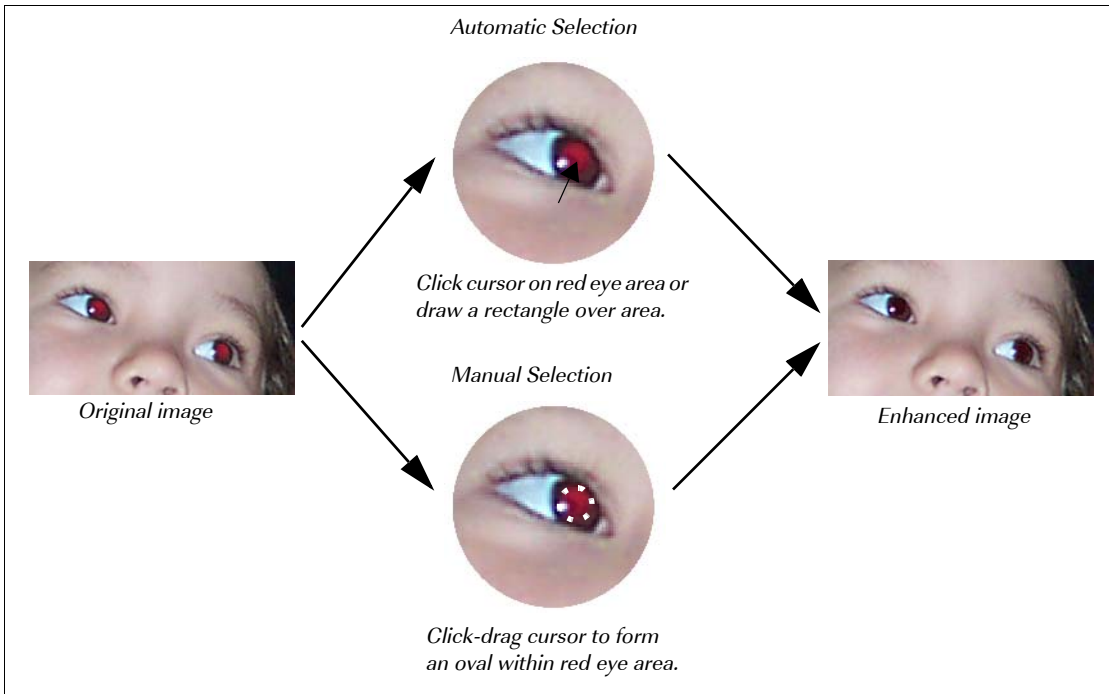 Automatic Selection
Click cursor on red eye area or
draw a rectangle over area.
Original image
Manual Selection
Enhanced image
Click-drag cursor to form
an oval within red eye area.